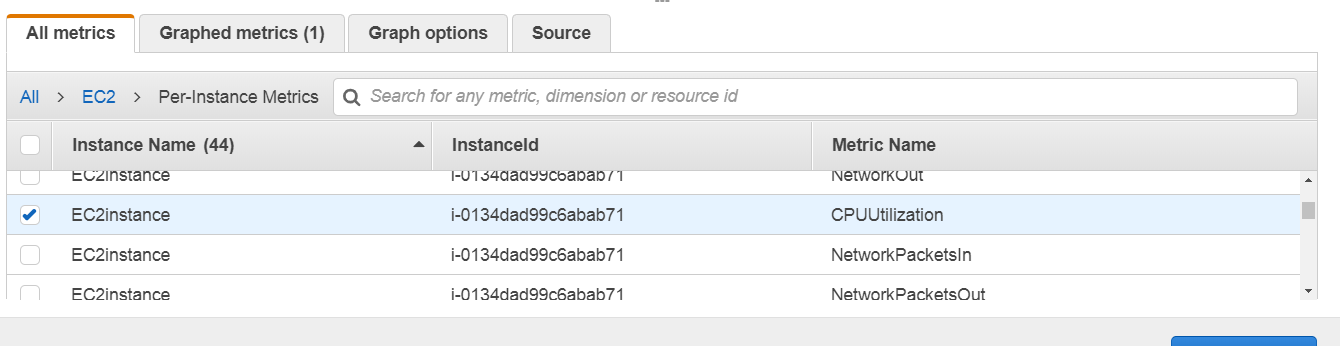 All metrics Graphed metrics (1) Graph options Source
All > EC2 > Per-Instance Metrics Search for any metric, dimension or resource id
Instance Name (44) InstanceId Metric Name
EC2instance i-0134dad99c6abab71 NetworkOut
EC2instance i-0134dad99c6abab71 CPUUtilization
EC2instance i-0134dad99c6abab71 NetworkPacketsIn
EC2instance i-0134dad99c6abab71 NetworkPacketsOut